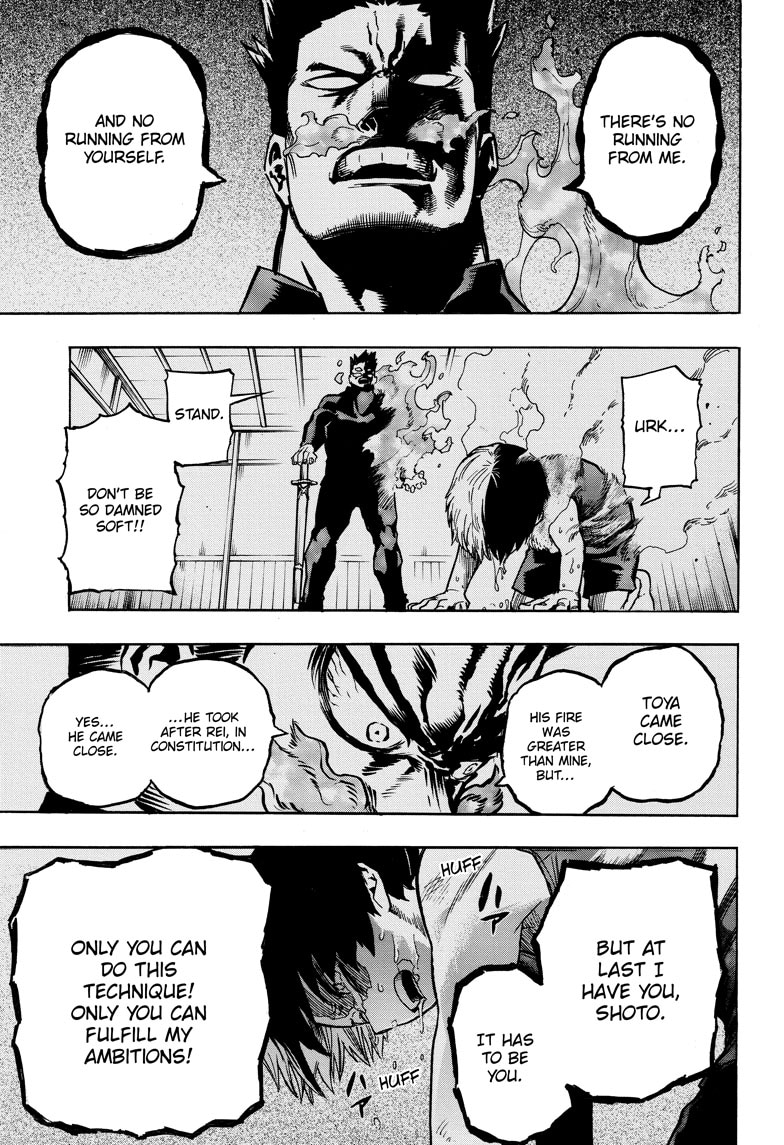 THERE'S NO
RUNNING
FROM ME.
AND NO
RUNNING FROM
YOURSELF.
URK...
STAND.
DON'T BE
SO DAMNED
SOFT!!
TOYA
CAME
CLOSE.
HIS FIRE
WAS
GREATER
THAN MINE,
BUT...
...HE TOOK
AFTER REI, IN
CONSTITUTION...
YES...
HE CAME
CLOSE.
BUT AT
LAST I
HAVE YOU,
SHOTO.
IT HAS
TO BE
YOU.
HUFF
HUFF
ONLY YOU CAN
DO THIS
TECHNIQUE!
ONLY YOU CAN
FULFILL MY
AMBITIONS!